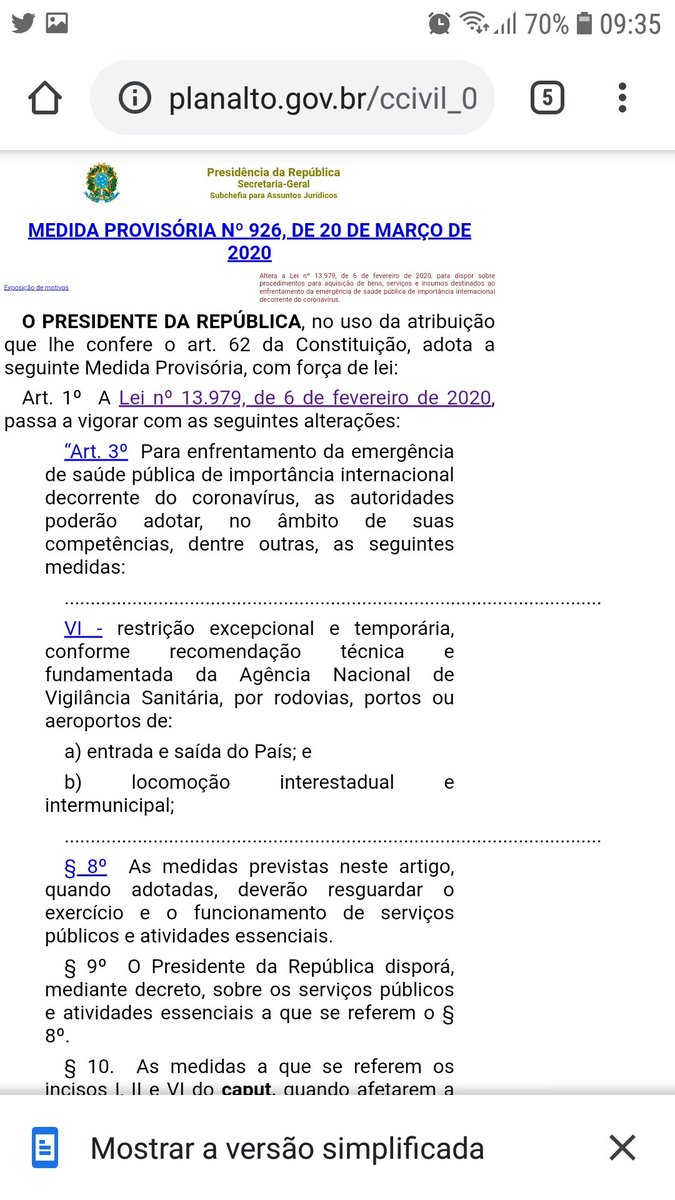 70% 09:35
planalto.gov.br/ccivil_0 5
Presidência da República
Secretaria-Geral
Subchefia para Assuntos Jurídicos
MEDIDA PROVISÓRIA Nº 926, DE 20 DE MARÇO DE
2020
Exposição de motivos
Altera a Lei nº 13.979, de 6 de fevereiro de 2020, para dispor sobre
procedimentos para aquisição de bens, serviços e insumos destinados ao
enfrentamento da emergência de saúde pública de importância internacional
decorrente do coronavírus.
O PRESIDENTE DA REPÚBLICA, no uso da atribuição
que lhe confere o art. 62 da Constituição, adota a
seguinte Medida Provisória, com força de lei:
Art. 1º A Lei nº 13.979, de 6 de fevereiro de 2020,
passa a vigorar com as seguintes alterações:
“Art. 3º Para enfrentamento da emergência
de saúde pública de importância internacional
decorrente do coronavírus, as autoridades
poderão adotar, no âmbito de suas
competências, dentre outras, as seguintes
medidas:
.......................................................................................................
VI - restrição excepcional e temporária,
conforme recomendação técnica e
fundamentada da Agência Nacional de
Vigilância Sanitária, por rodovias, portos ou
aeroportos de:
a) entrada e saída do País; e
b) locomoção interestadual e
intermunicipal;
.......................................................................................................
§ 8º As medidas previstas neste artigo,
quando adotadas, deverão resguardar o
exercício e o funcionamento de serviços
públicos e atividades essenciais.
§ 9º O Presidente da República disporá,
mediante decreto, sobre os serviços públicos
e atividades essenciais a que se referem o §
8º.
§ 10. As medidas a que se referem os
incisos I, II e VI do caput, quando afetarem a
Mostrar a versão simplificada